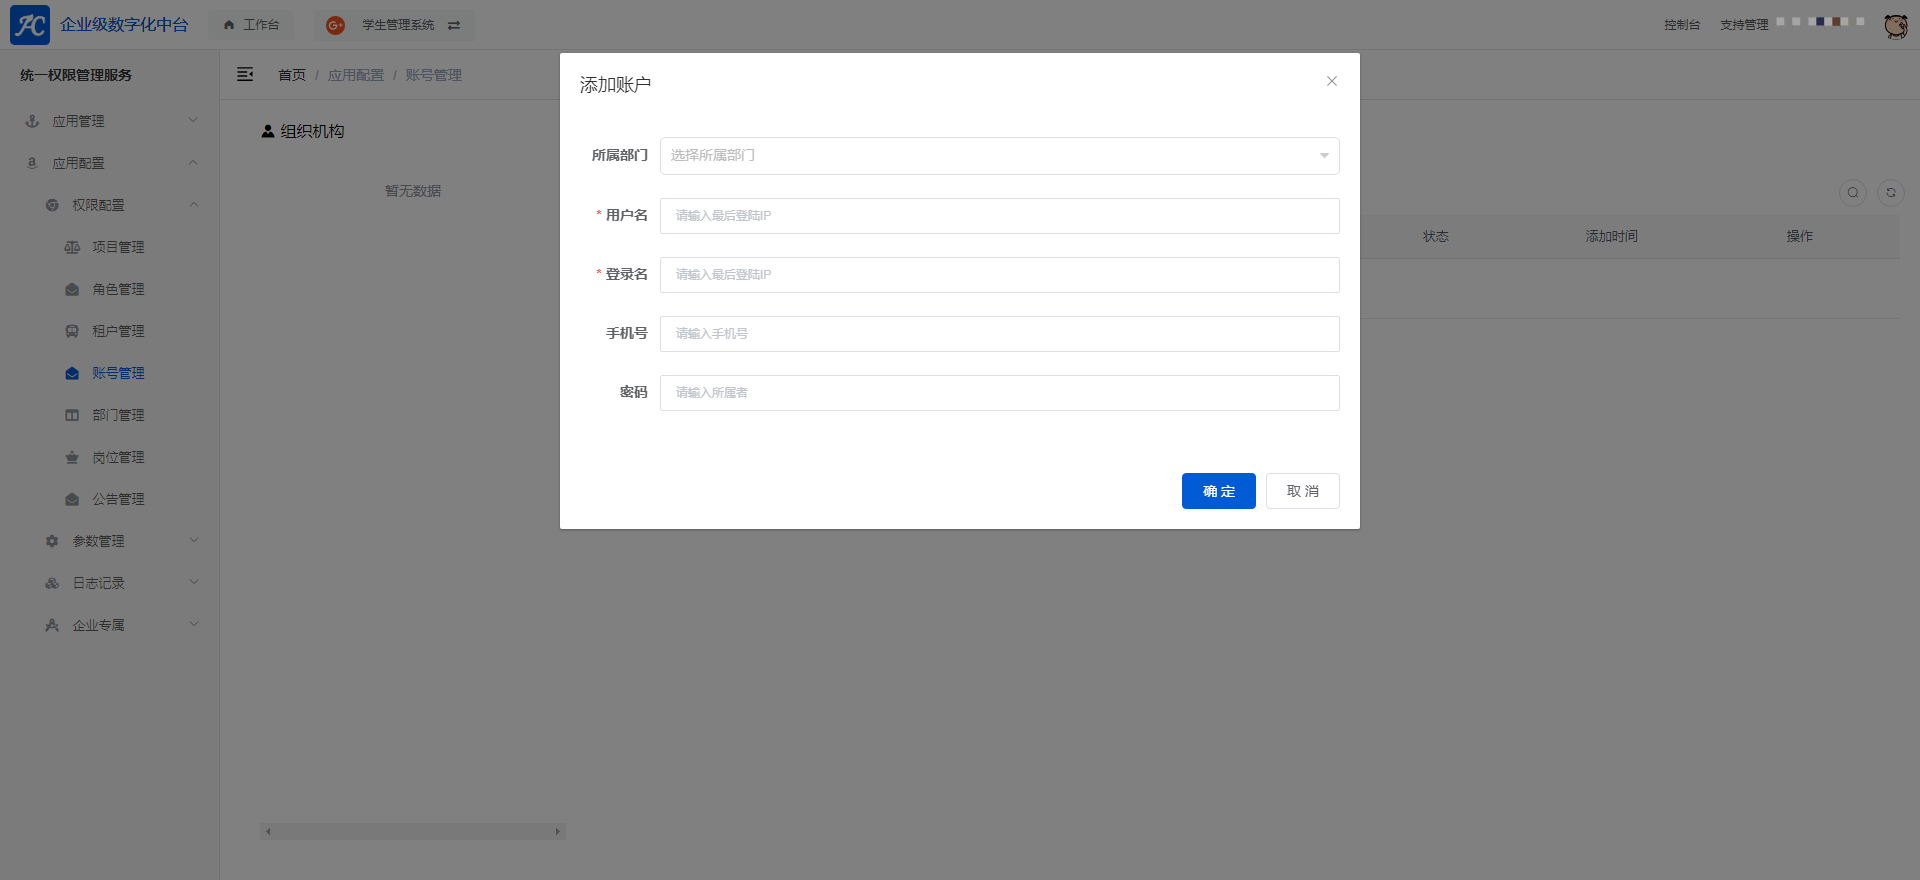 企业级数字化中台
工作台
学生管理系统
控制台
支持管理
统一权限管理服务
首页 / 应用配置 / 账号管理
应用管理
应用配置
权限配置
项目管理
角色管理
租户管理
账号管理
部门管理
岗位管理
公告管理
参数管理
日志记录
企业专属
组织机构
暂无数据
状态
添加时间
操作
添加账户
所属部门
选择所属部门
* 用户名
请输入最后登陆IP
* 登录名
请输入最后登陆IP
手机号
请输入手机号
密码
请输入所属者
确 定
取 消